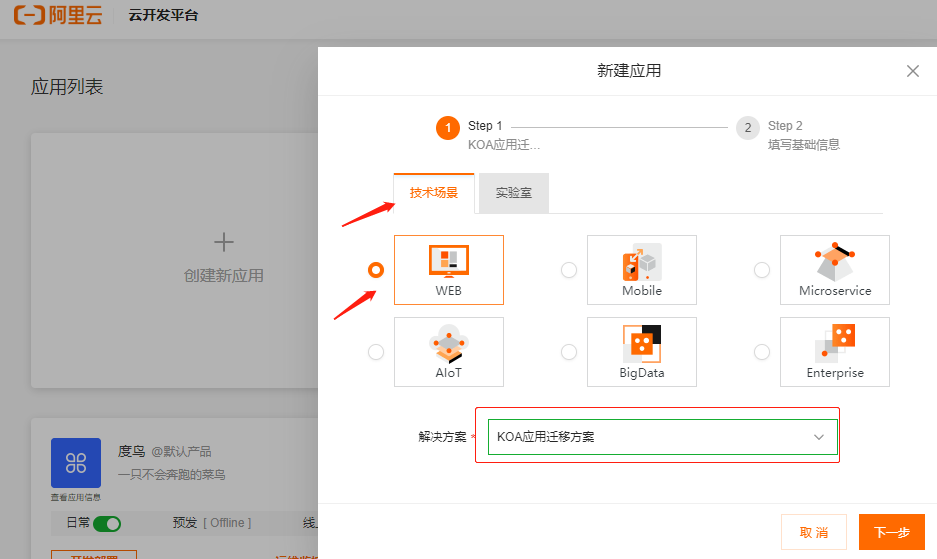 阿里云 云开发平台
应用列表
创建新应用
度鸟 @默认产品
一只不会奔跑的菜鸟
查看应用信息
日常 预发 [ Offline ] 线上
新建应用
1 Step 1
KOA应用迁...
2 Step 2
填写基础信息
技术场景 实验室
WEB Mobile Microservice
AIoT BigData Enterprise
解决方案 * KOA应用迁移方案
取 消 下一步